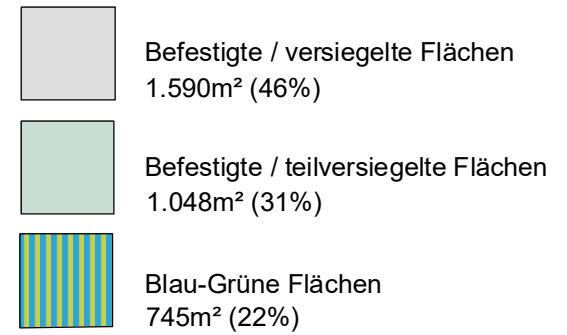 Befestigte / versiegelte Flächen
1.590m² (46%)
Befestigte / teilversiegelte Flächen
1.048m² (31%)
Blau-Grüne Flächen
745m² (22%)